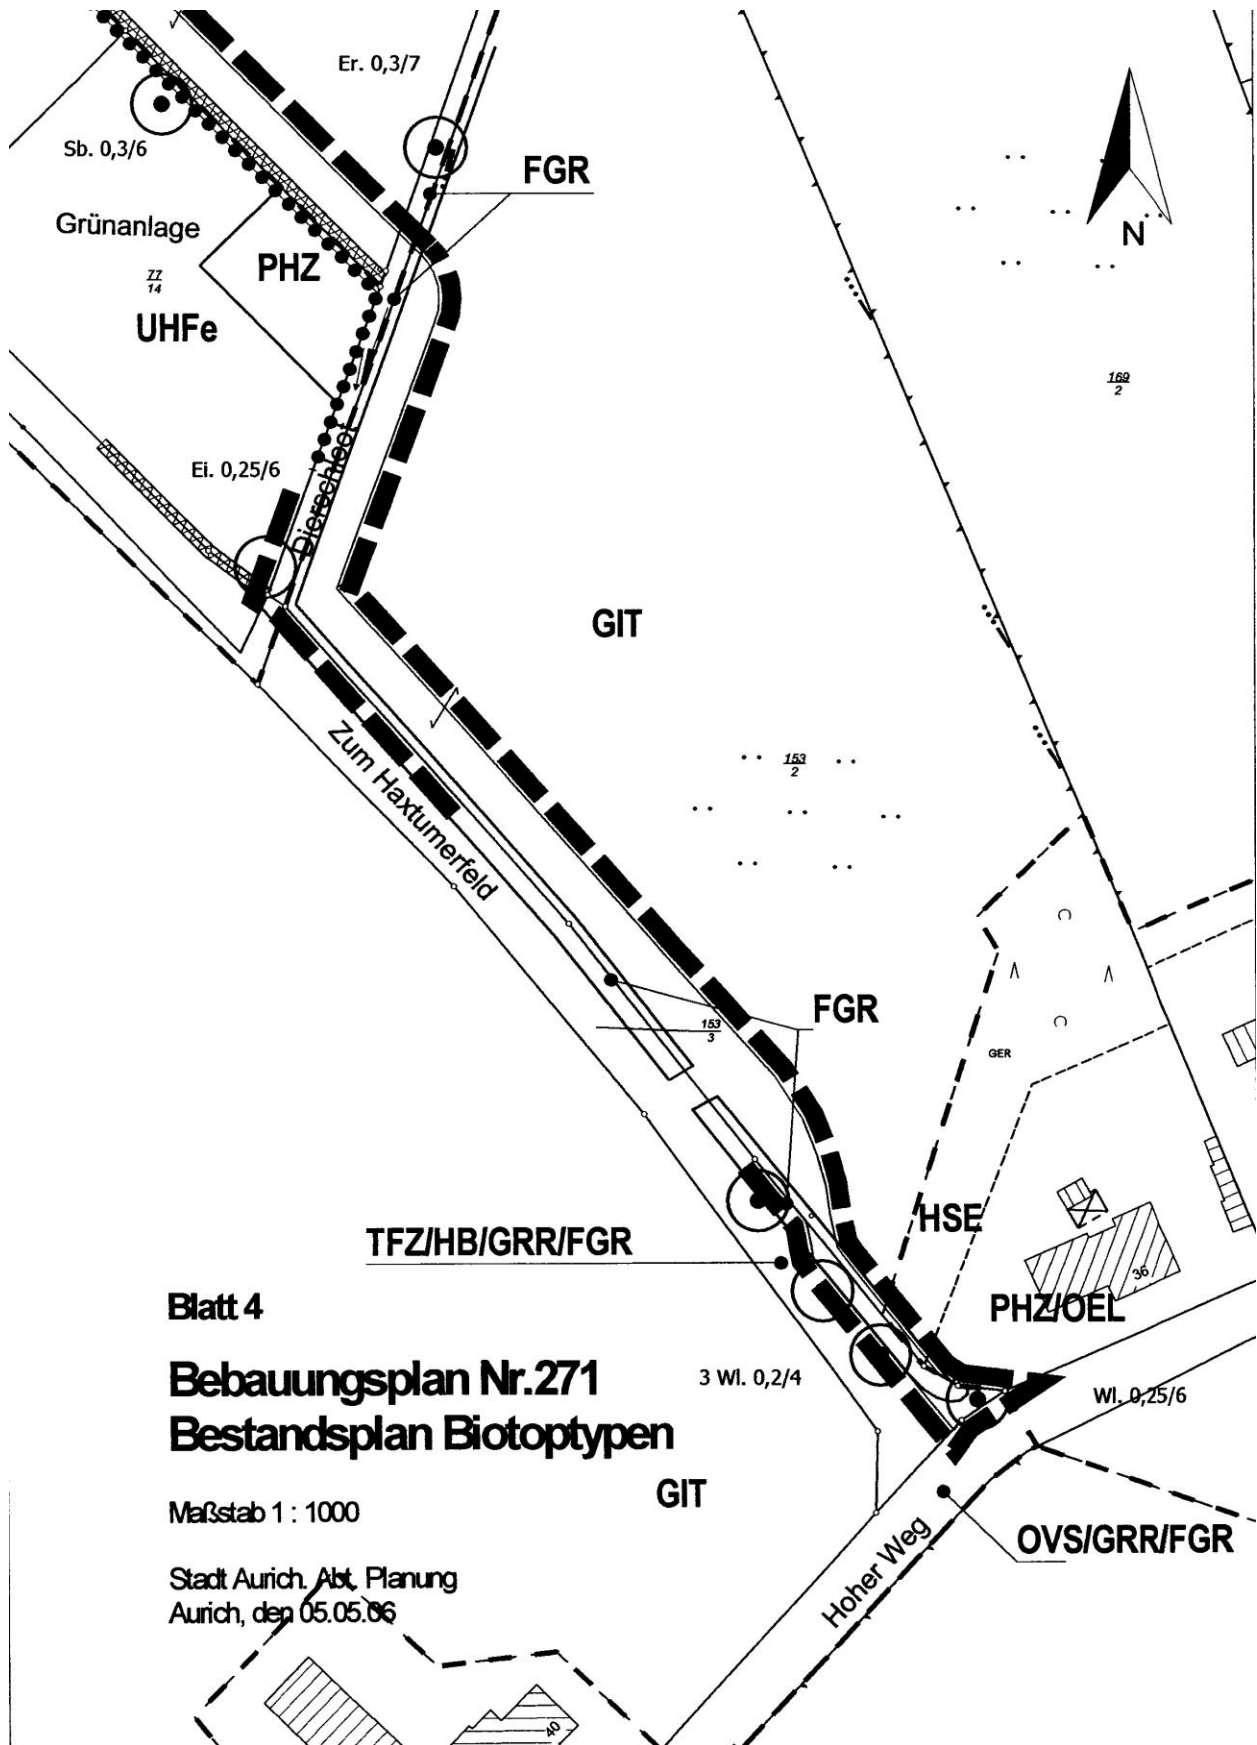 Er. 0,3/7
Sb. 0,3/6
FGR
Grünanlage
PHZ
77
14
UHFe
N
169
2
Ei. 0,25/6
Dierschloot
GIT
Zum Haxtumerfeld
153
2
FGR
153
3
GER
HSE
TFZ/HB/GRR/FGR
36
Blatt 4
PHZ/OEL
Bebauungsplan Nr.271
3 Wl. 0,2/4
Wl. 0,25/6
Bestandsplan Biotoptypen
GIT
Maßstab 1 : 1000
OVS/GRR/FGR
Hoher Weg
Stadt Aurich. Abt. Planung
Aurich, den 05.05.06
40